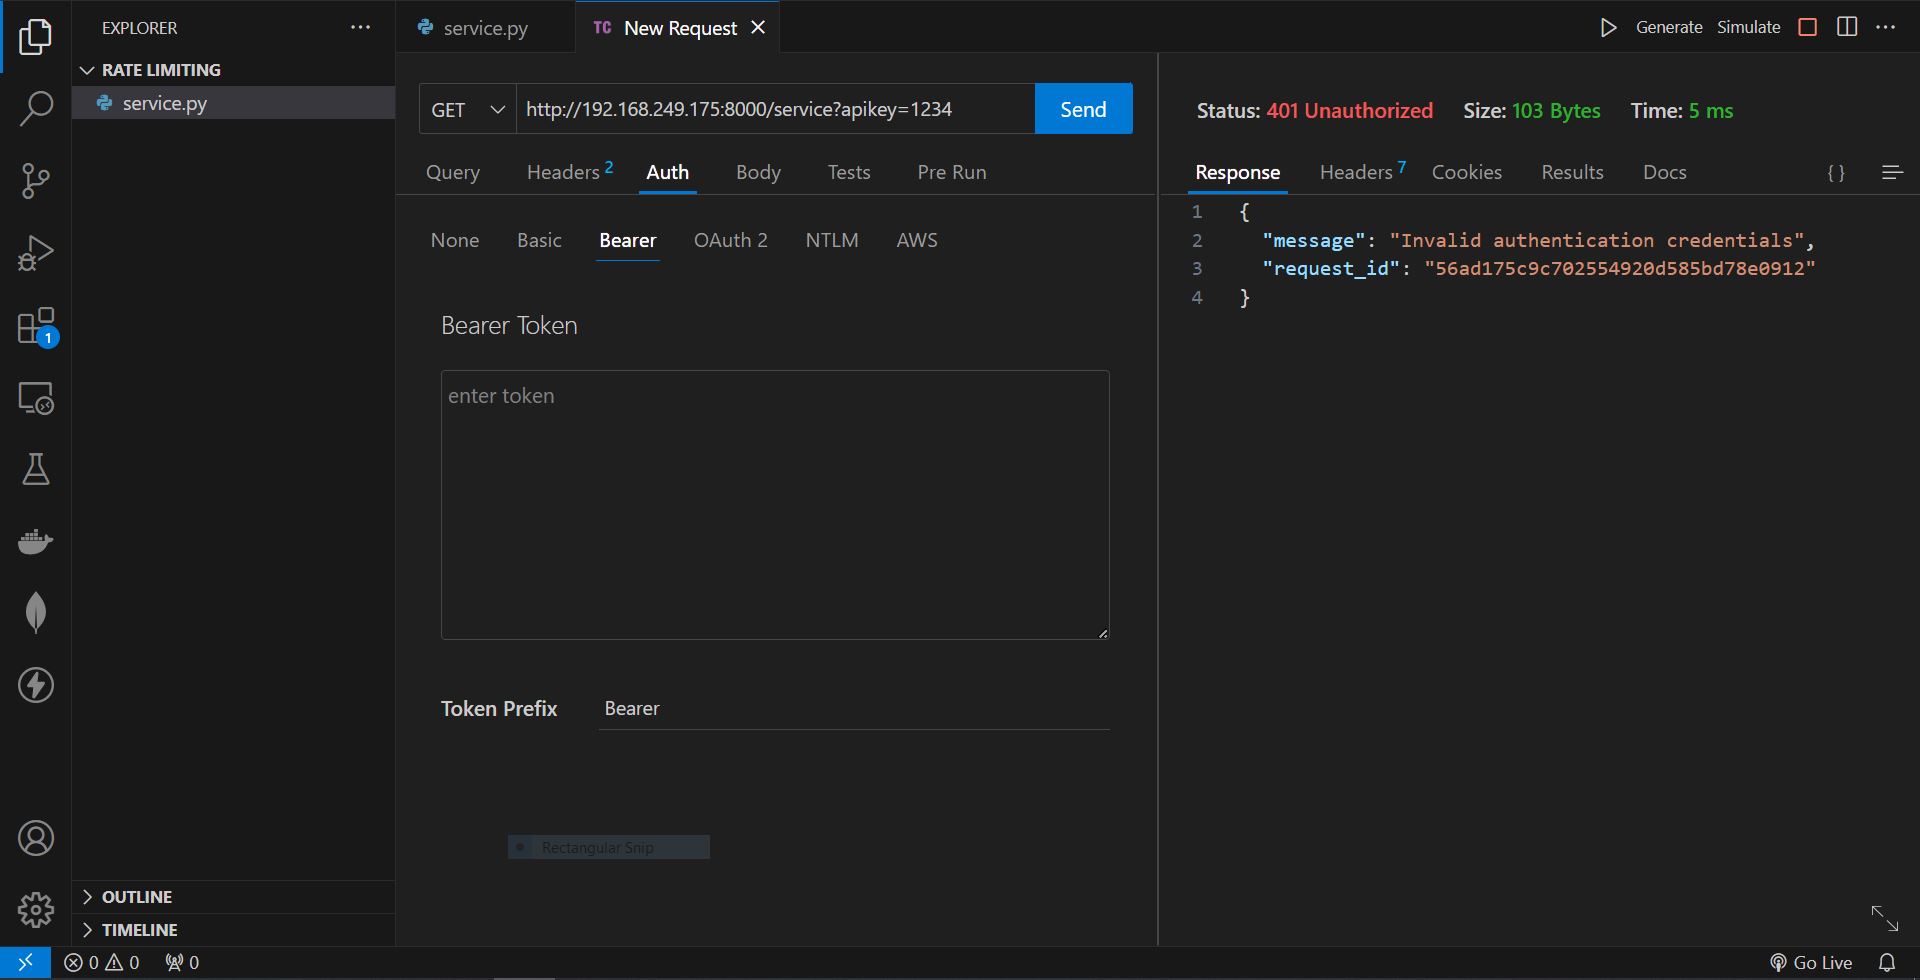 EXPLORER
RATE LIMITING
service.py
1
OUTLINE
TIMELINE
service.py
TC New Request
Generate Simulate
GET http://192.168.249.175:8000/service?apikey=1234 Send
Query Headers 2 Auth Body Tests Pre Run
None Basic Bearer OAuth 2 NTLM AWS
Bearer Token
enter token
Token Prefix Bearer
Rectangular Snip
Status: 401 Unauthorized Size: 103 Bytes Time: 5 ms
Response Headers 7 Cookies Results Docs { }
1 {
2 "message": "Invalid authentication credentials",
3 "request_id": "56ad175c9c702554920d585bd78e0912"
4 }
0 0 0
Go Live